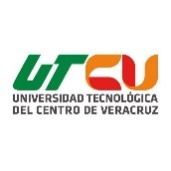 UTCV
UNIVERSIDAD TECNOLÓGICA
DEL CENTRO DE VERACRUZ